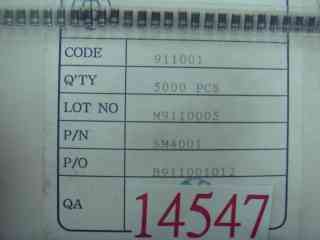 CODE 911001
Q'TY 5000 PCS
LOT NO M9110005
P/N SM4001
P/O B911001012
QA 14547